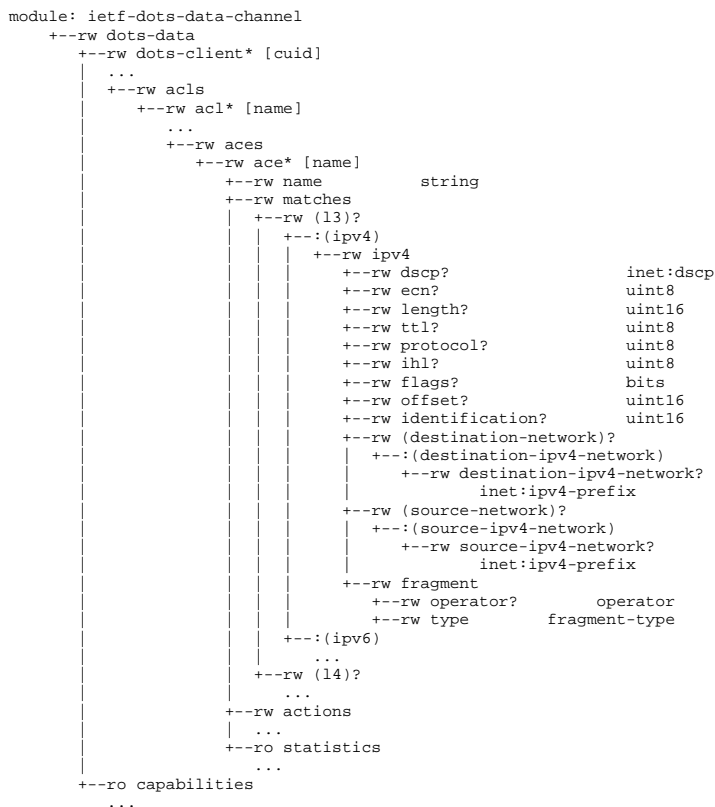 module: ietf-dots-data-channel
    +--rw dots-data
       +--rw dots-client* [cuid]
       |  ...
       |  +--rw acls
       |     +--rw acl* [name]
       |        ...
       |        +--rw aces
       |           +--rw ace* [name]
       |              +--rw name          string
       |              +--rw matches
       |              |  +--rw (l3)?
       |              |  |  +--:(ipv4)
       |              |  |  |  +--rw ipv4
       |              |  |  |     +--rw dscp?                 inet:dscp
       |              |  |  |     +--rw ecn?                  uint8
       |              |  |  |     +--rw length?               uint16
       |              |  |  |     +--rw ttl?                  uint8
       |              |  |  |     +--rw protocol?             uint8
       |              |  |  |     +--rw ihl?                  uint8
       |              |  |  |     +--rw flags?                bits
       |              |  |  |     +--rw offset?               uint16
       |              |  |  |     +--rw identification?       uint16
       |              |  |  |     +--rw (destination-network)?
       |              |  |  |     |  +--:(destination-ipv4-network)
       |              |  |  |     |     +--rw destination-ipv4-network?
       |              |  |  |     |             inet:ipv4-prefix
       |              |  |  |     +--rw (source-network)?
       |              |  |  |     |  +--:(source-ipv4-network)
       |              |  |  |     |     +--rw source-ipv4-network?
       |              |  |  |     |             inet:ipv4-prefix
       |              |  |  |     +--rw fragment
       |              |  |  |        +--rw operator?       operator
       |              |  |  |        +--rw type       fragment-type
       |              |  |  +--:(ipv6)
       |              |  |     ...
       |              |  +--rw (l4)?
       |              |     ...
       |              +--rw actions
       |              |  ...
       |              +--ro statistics
       |                 ...
       +--ro capabilities
          ...